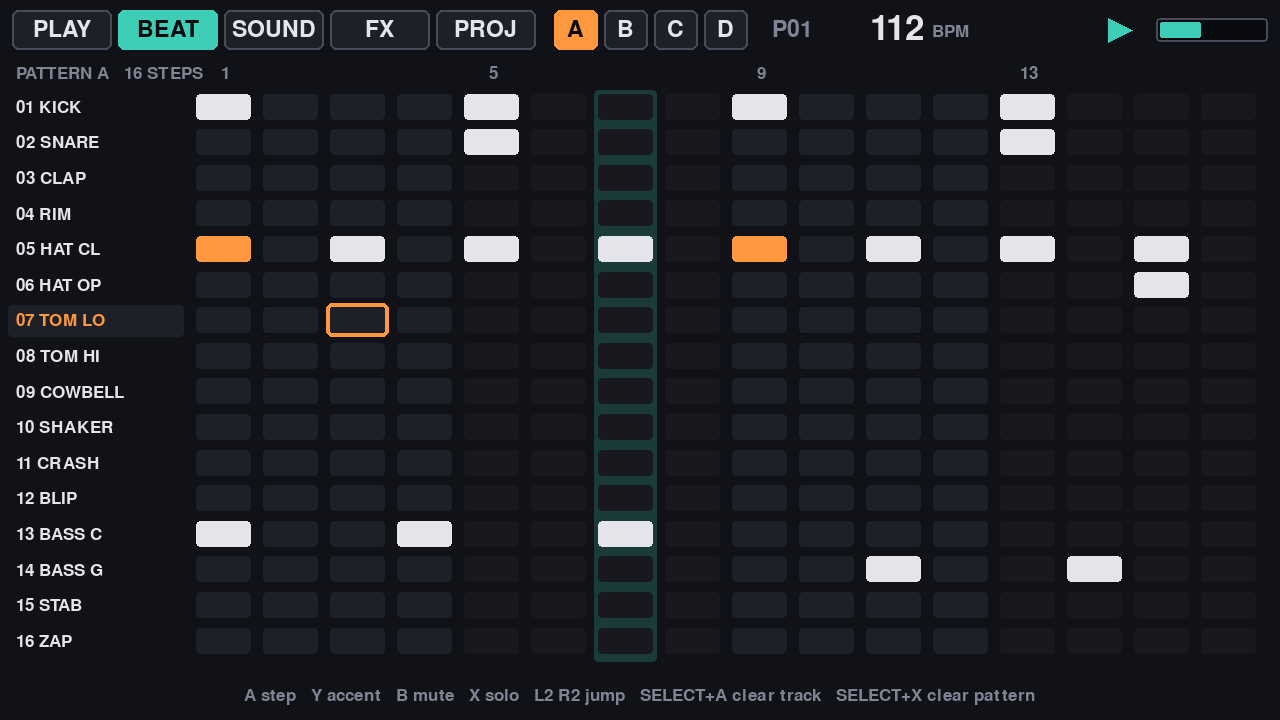 PLAY BEAT SOUND FX PROJ A B C D P01 112 BPM
PATTERN A 16 STEPS 1 5 9 13
01 KICK
02 SNARE
03 CLAP
04 RIM
05 HAT CL
06 HAT OP
07 TOM LO
08 TOM HI
09 COWBELL
10 SHAKER
11 CRASH
12 BLIP
13 BASS C
14 BASS G
15 STAB
16 ZAP
A step Y accent B mute X solo L2 R2 jump SELECT+A clear track SELECT+X clear pattern